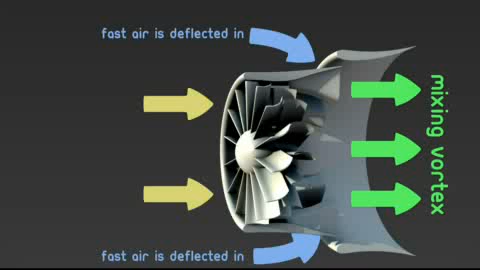 fast air is deflected in
mixing vortex
fast air is deflected in